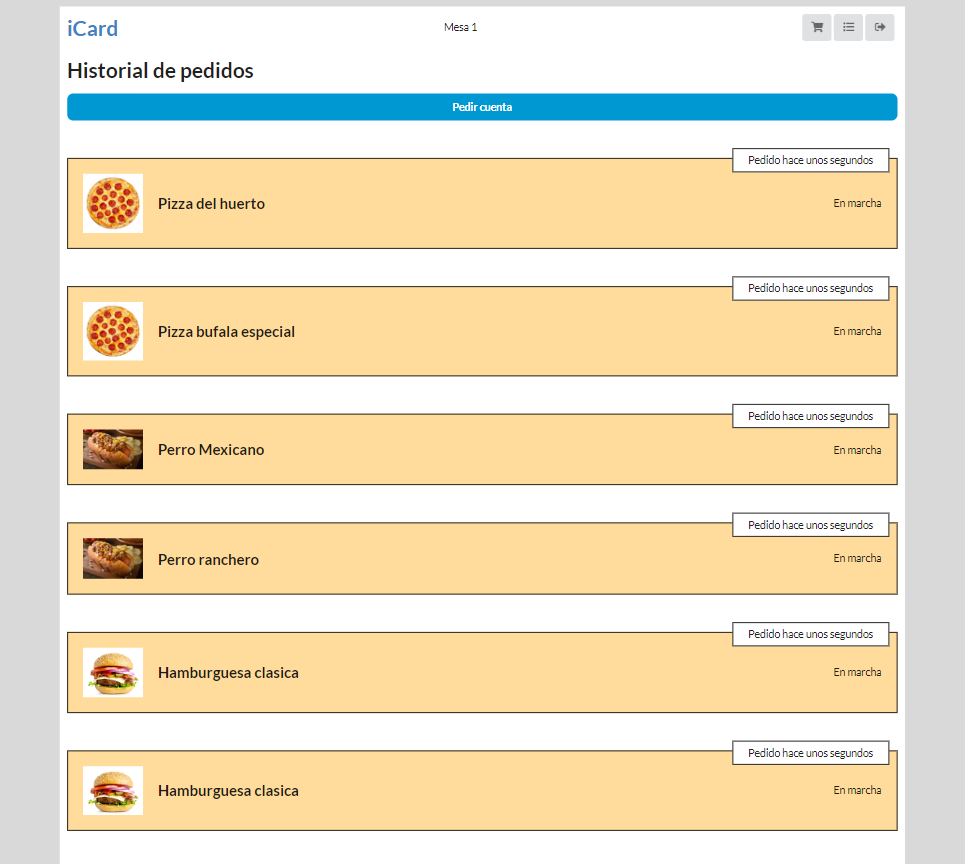 iCard
Mesa 1
Historial de pedidos
Pedir cuenta
Pedido hace unos segundos
Pizza del huerto
En marcha
Pedido hace unos segundos
Pizza bufala especial
En marcha
Pedido hace unos segundos
Perro Mexicano
En marcha
Pedido hace unos segundos
Perro ranchero
En marcha
Pedido hace unos segundos
Hamburguesa clasica
En marcha
Pedido hace unos segundos
Hamburguesa clasica
En marcha